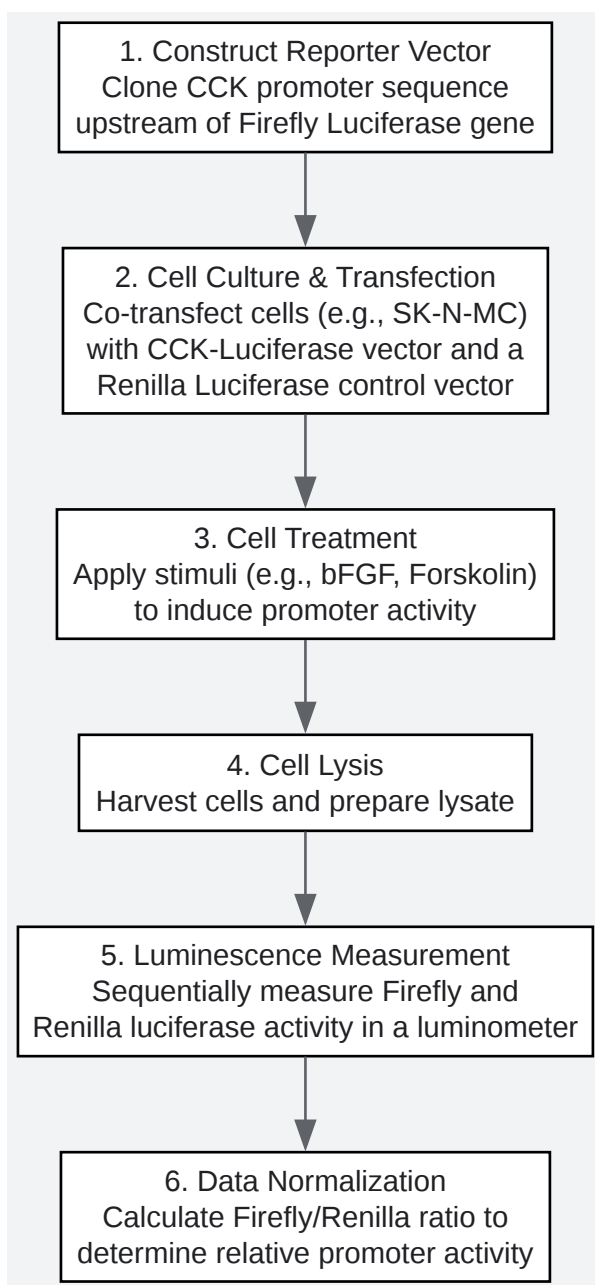 1. Construct Reporter Vector
Clone CCK promoter sequence
upstream of Firefly Luciferase gene
2. Cell Culture & Transfection
Co-transfect cells (e.g., SK-N-MC)
with CCK-Luciferase vector and a
Renilla Luciferase control vector
3. Cell Treatment
Apply stimuli (e.g., bFGF, Forskolin)
to induce promoter activity
4. Cell Lysis
Harvest cells and prepare lysate
5. Luminescence Measurement
Sequentially measure Firefly and
Renilla luciferase activity in a luminometer
6. Data Normalization
Calculate Firefly/Renilla ratio to
determine relative promoter activity